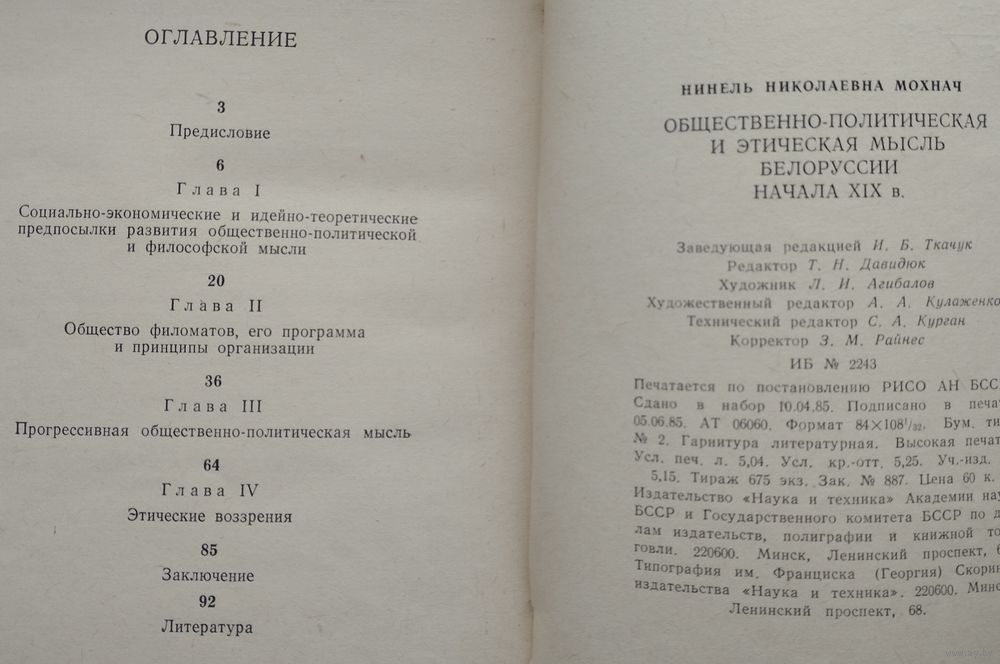 ОГЛАВЛЕНИЕ
3
Предисловие
6
Глава I
Социально-экономические и идейно-теоретические
предпосылки развития общественно-политической
и философской мысли
20
Глава II
Общество филоматов, его программа
и принципы организации
36
Глава III
Прогрессивная общественно-политическая мысль
64
Глава IV
Этические воззрения
85
Заключение
92
Литература
НИНЕЛЬ НИКОЛАЕВНА МОХНАЧ
ОБЩЕСТВЕННО-ПОЛИТИЧЕСКАЯ
И ЭТИЧЕСКАЯ МЫСЛЬ
БЕЛОРУССИИ
НАЧАЛА XIX в.
Заведующая редакцией И. Б. Ткачук
Редактор Т. Н. Давидюк
Художник Л. И. Агибалов
Художественный редактор А. А. Кулаженко
Технический редактор С. А. Курган
Корректор З. М. Райнес
ИБ № 2243
Печатается по постановлению РИСО АН БСС
Сдано в набор 10.04.85. Подписано в печат
05.06.85. АТ 06060. Формат 84×108¹/₃₂. Бум. ти
№ 2. Гарнитура литературная. Высокая печат
Усл. печ. л. 5,04. Усл. кр.-отт. 5,25. Уч.-изд.
5,15. Тираж 675 экз. Зак. № 887. Цена 60 к.
Издательство «Наука и техника» Академии нау
БССР и Государственного комитета БССР по д
лам издательств, полиграфии и книжной то
говли. 220600. Минск, Ленинский проспект, 6
Типография им. Франциска (Георгия) Скорин
издательства «Наука и техника». 220600. Минс
Ленинский проспект, 68.
www.ay.by